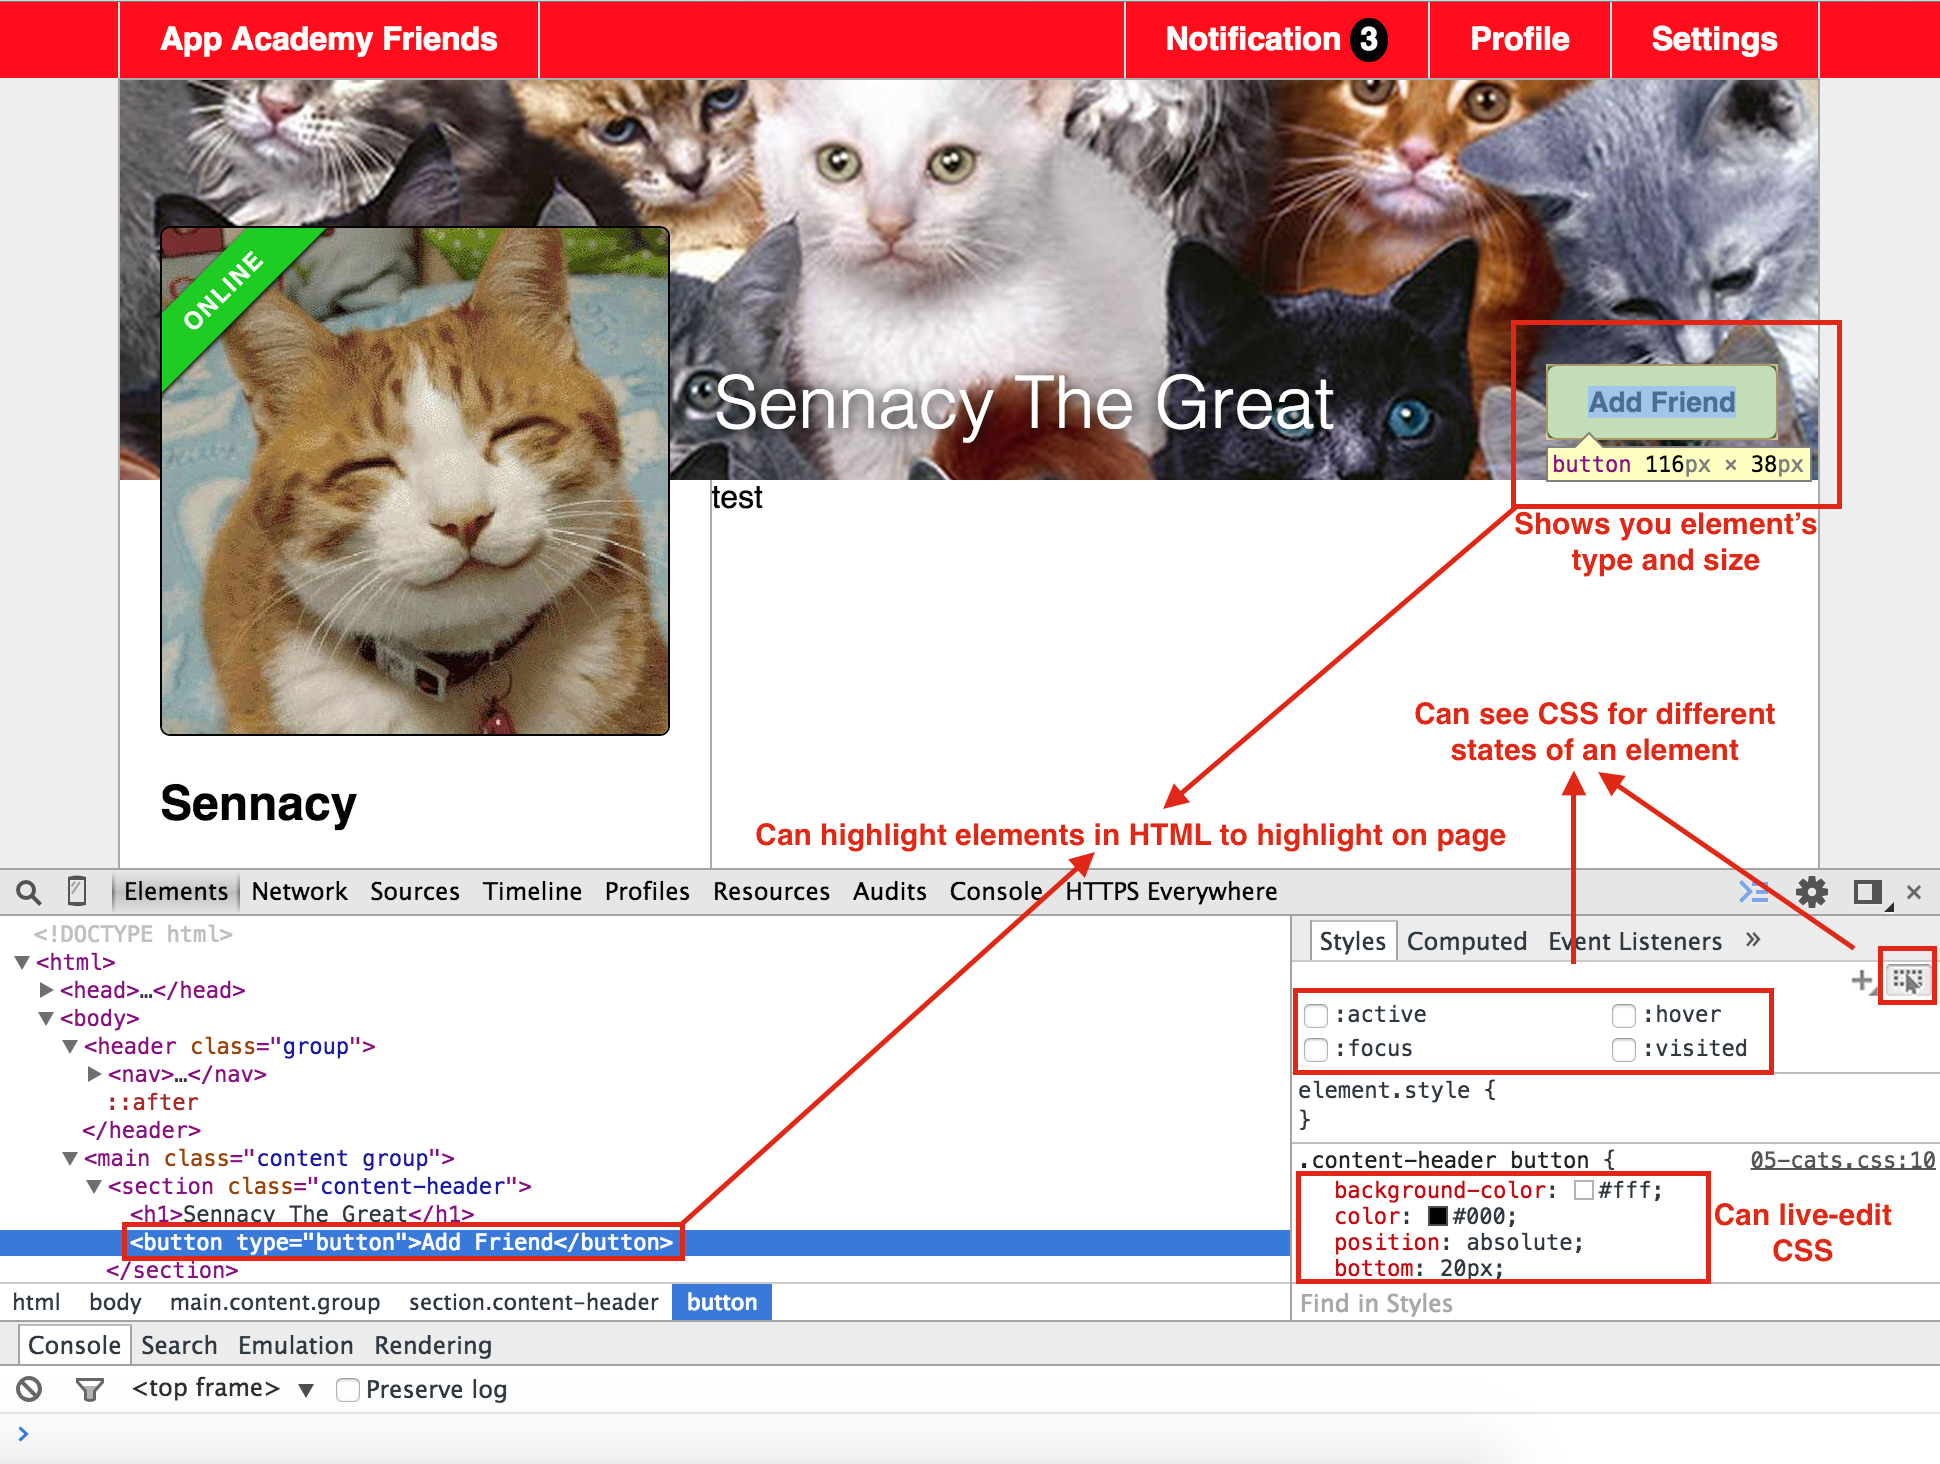 App Academy Friends
Notification 3
Profile
Settings
ONLINE
Sennacy The Great
Add Friend
button 116px × 38px
test
Shows you element’s
type and size
Can see CSS for different
states of an element
Sennacy
Can highlight elements in HTML to highlight on page
Elements Network Sources Timeline Profiles Resources Audits Console HTTPS Everywhere
<!DOCTYPE html>
<html>
<head>…</head>
<body>
<header class="group">
<nav>…</nav>
::after
</header>
<main class="content group">
<section class="content-header">
<h1>Sennacy The Great</h1>
<button type="button">Add Friend</button>
</section>
html body main.content.group section.content-header button
Styles Computed Event Listeners »
:active :hover
:focus :visited
element.style {
}
.content-header button { 05-cats.css:10
background-color: #fff;
color: #000;
position: absolute;
bottom: 20px;
Can live-edit
CSS
Find in Styles
Console Search Emulation Rendering
<top frame> ▼ Preserve log
>